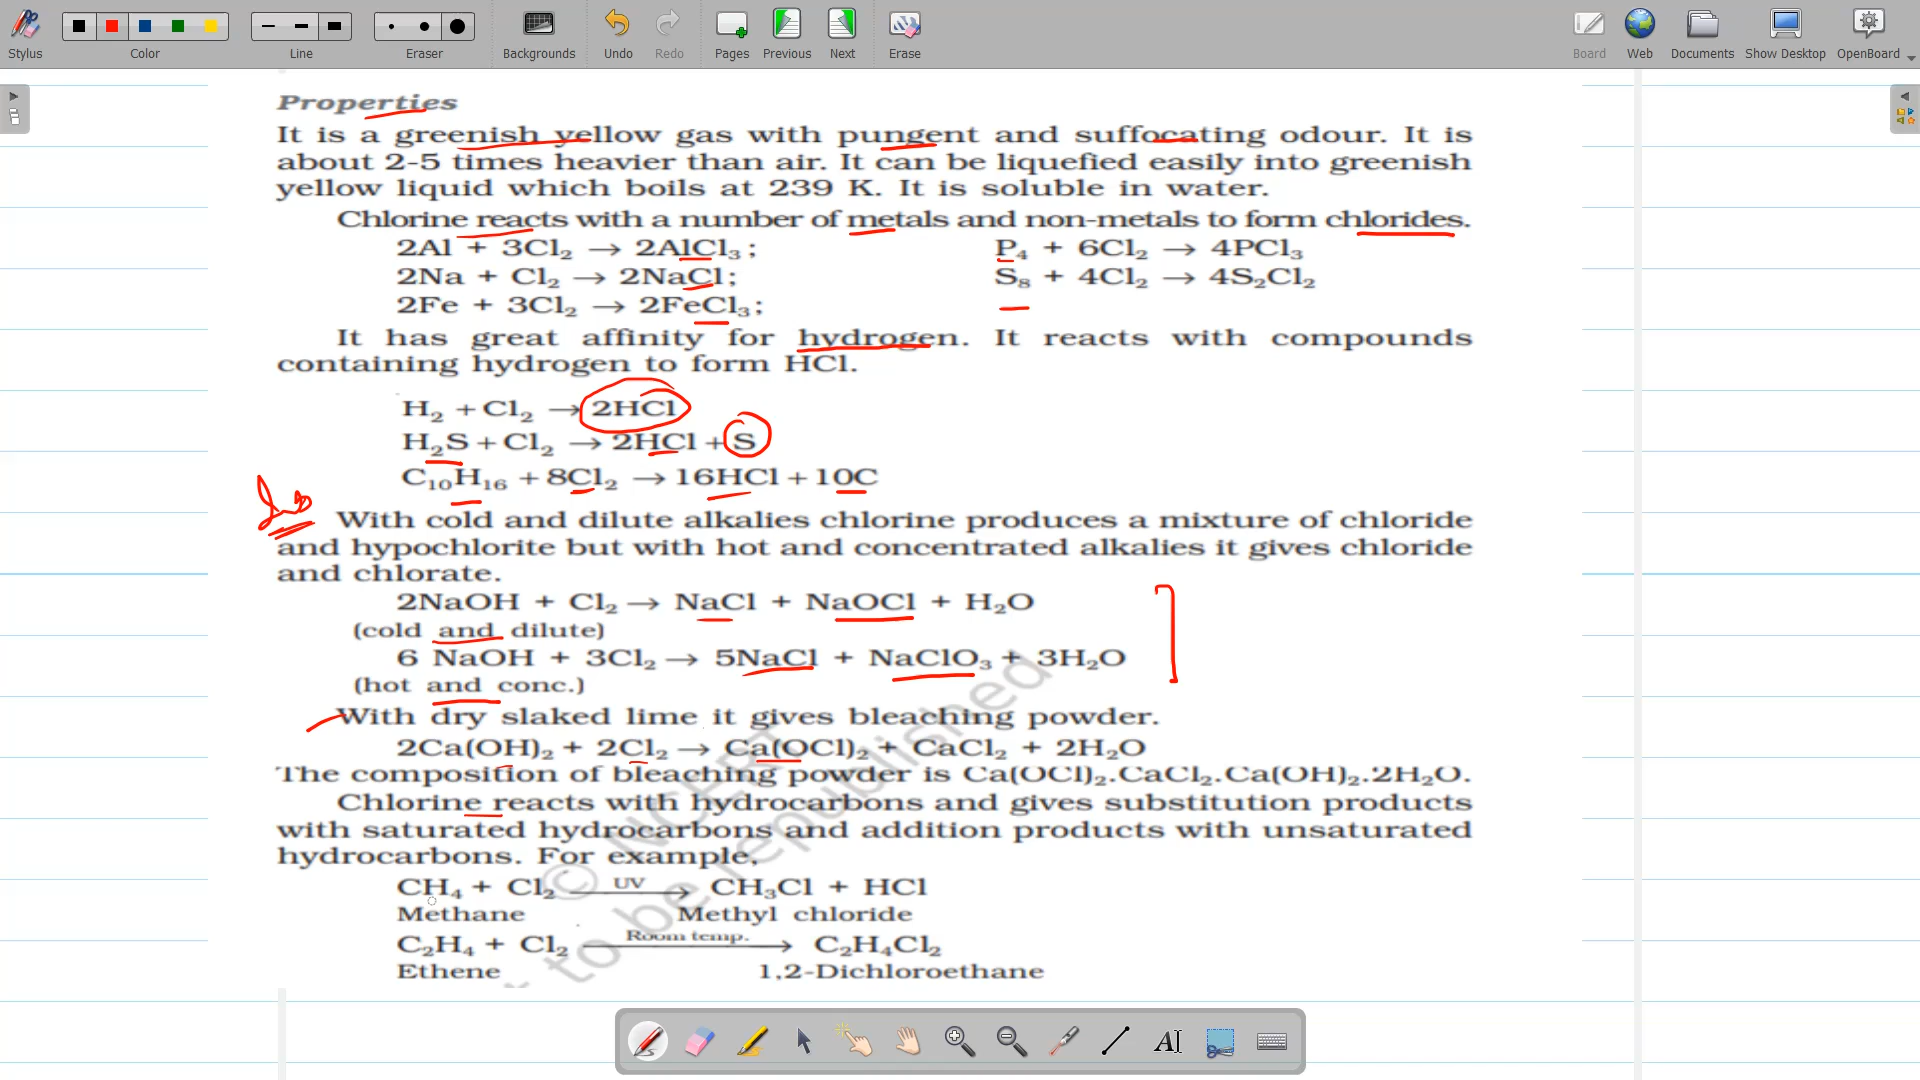 Stylus Color Line Eraser Backgrounds Undo Redo Pages Previous Next Erase Board Web Documents Show Desktop OpenBoard
Properties
It is a greenish yellow gas with pungent and suffocating odour. It is
about 2-5 times heavier than air. It can be liquefied easily into greenish
yellow liquid which boils at 239 K. It is soluble in water.
Chlorine reacts with a number of metals and non-metals to form chlorides.
2Al + 3Cl₂ → 2AlCl₃ ; P₄ + 6Cl₂ → 4PCl₃
2Na + Cl₂ → 2NaCl; S₈ + 4Cl₂ → 4S₂Cl₂
2Fe + 3Cl₂ → 2FeCl₃ ;
It has great affinity for hydrogen. It reacts with compounds
containing hydrogen to form HCl.
H₂ + Cl₂ → 2HCl
H₂S + Cl₂ → 2HCl + S
C₁₀H₁₆ + 8Cl₂ → 16HCl + 10C
With cold and dilute alkalies chlorine produces a mixture of chloride
and hypochlorite but with hot and concentrated alkalies it gives chloride
and chlorate.
2NaOH + Cl₂ → NaCl + NaOCl + H₂O
(cold and dilute)
6 NaOH + 3Cl₂ → 5NaCl + NaClO₃ + 3H₂O
(hot and conc.)
With dry slaked lime it gives bleaching powder.
2Ca(OH)₂ + 2Cl₂ → Ca(OCl)₂ + CaCl₂ + 2H₂O
The composition of bleaching powder is Ca(OCl)₂.CaCl₂.Ca(OH)₂.2H₂O.
Chlorine reacts with hydrocarbons and gives substitution products
with saturated hydrocarbons and addition products with unsaturated
hydrocarbons. For example,
CH₄ + Cl₂ UV → CH₃Cl + HCl
Methane Methyl chloride
C₂H₄ + Cl₂ Room temp. → C₂H₄Cl₂
Ethene 1,2-Dichloroethane
© NCERT
to be republished